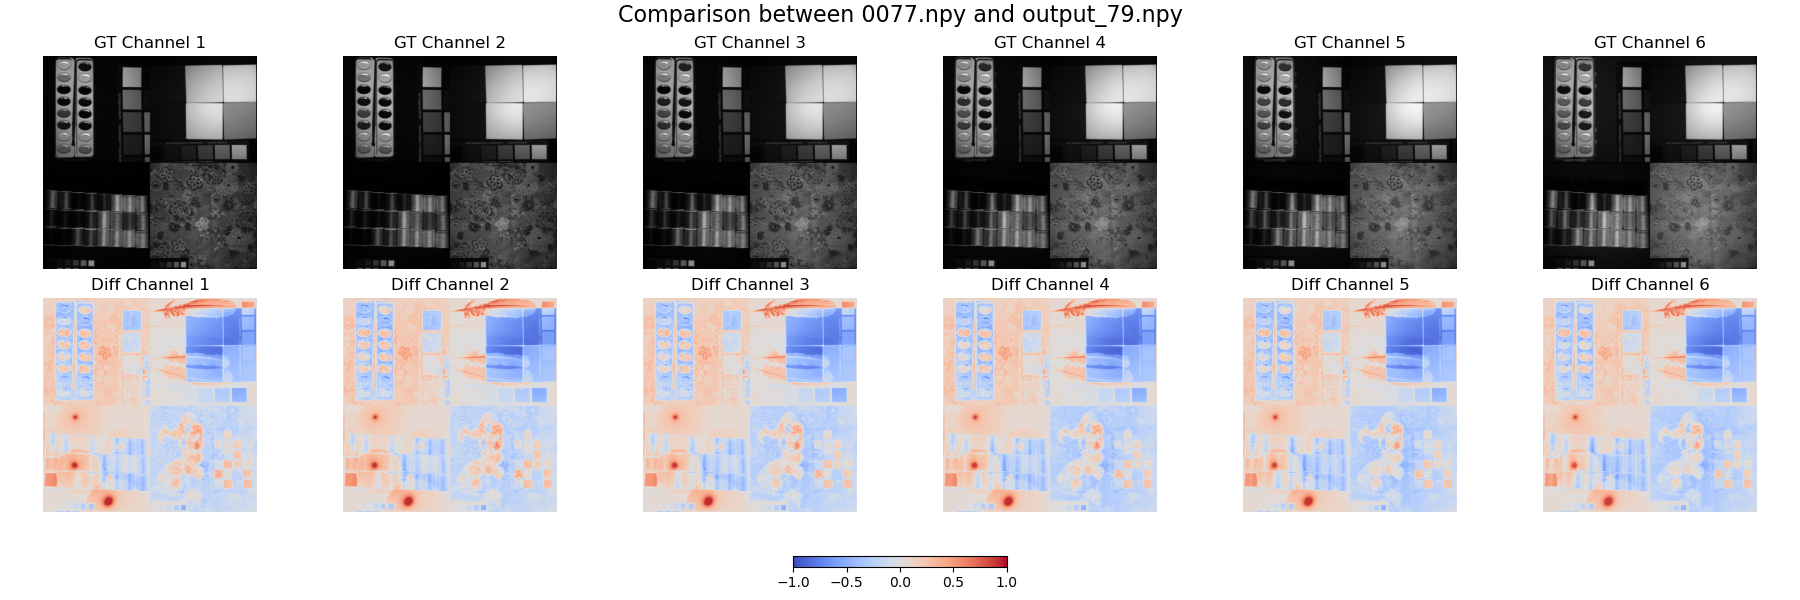 Comparison between 0077.npy and output_79.npy
GT Channel 1
GT Channel 2
GT Channel 3
GT Channel 4
GT Channel 5
GT Channel 6
Diff Channel 1
Diff Channel 2
Diff Channel 3
Diff Channel 4
Diff Channel 5
Diff Channel 6
−1.0 −0.5 0.0 0.5 1.0